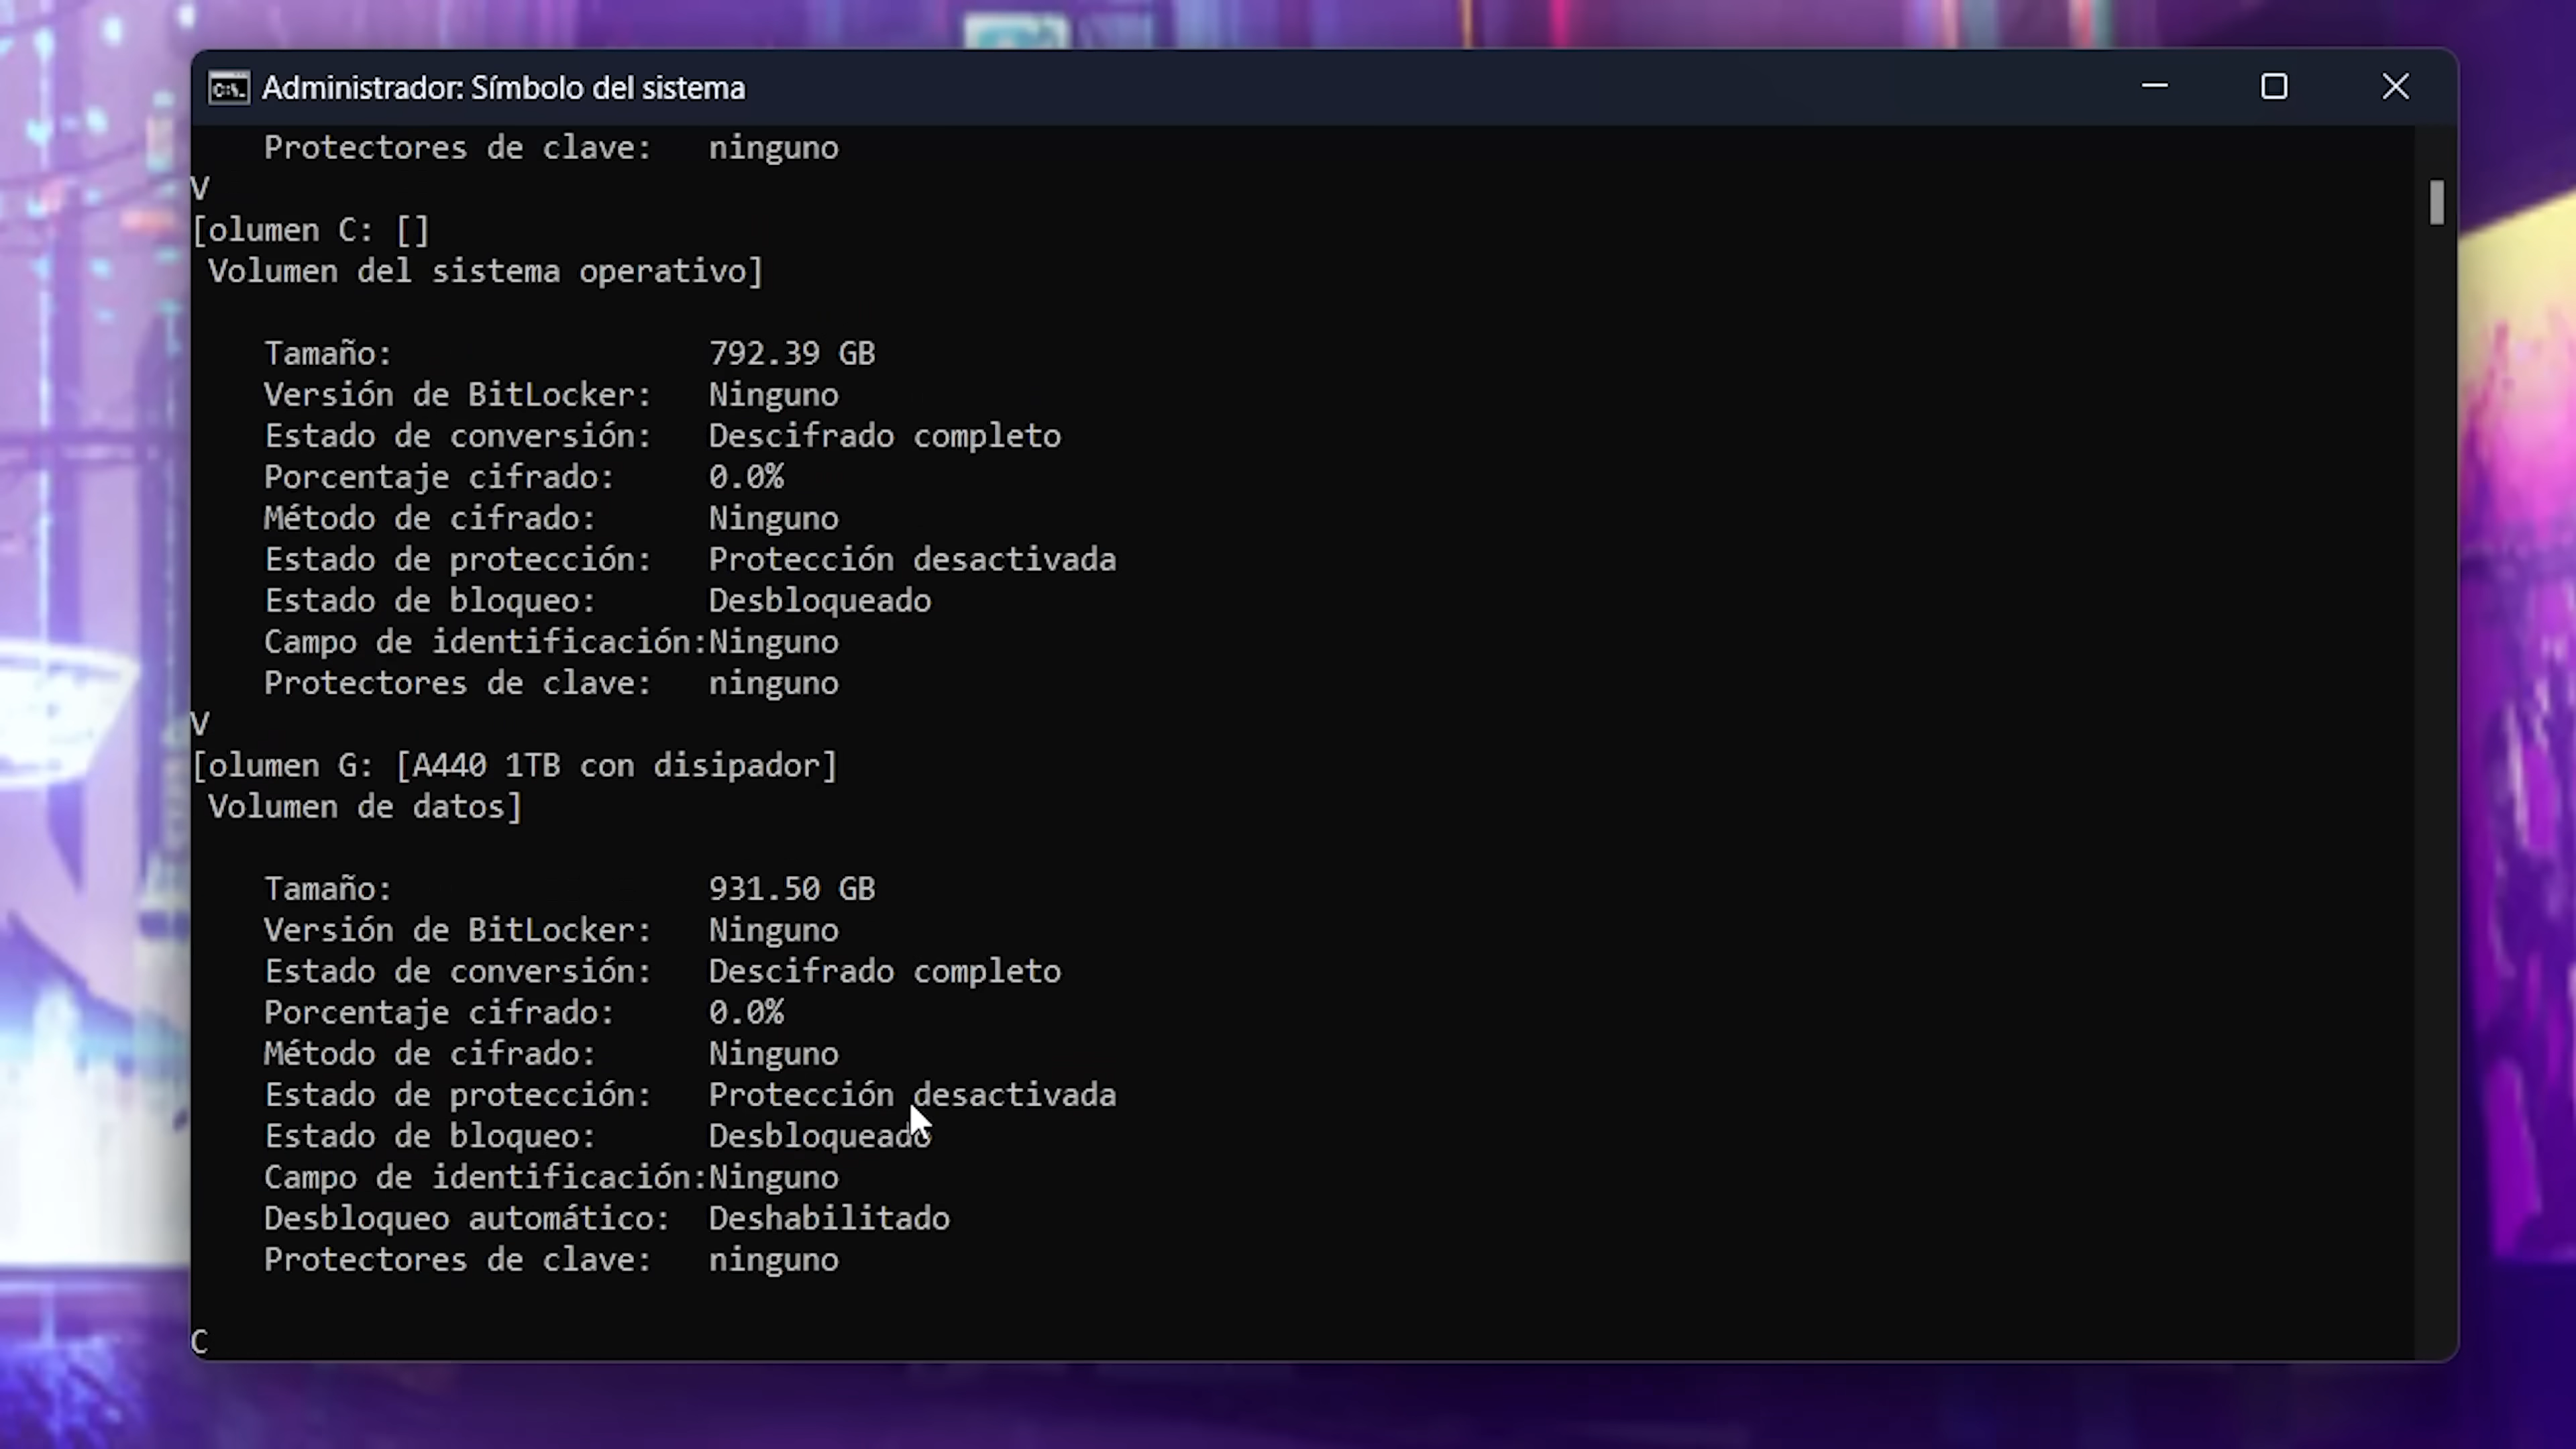 Administrador: Símbolo del sistema
Protectores de clave: ninguno
V
[olumen C: []
Volumen del sistema operativo]
Tamaño: 792.39 GB
Versión de BitLocker: Ninguno
Estado de conversión: Descifrado completo
Porcentaje cifrado: 0.0%
Método de cifrado: Ninguno
Estado de protección: Protección desactivada
Estado de bloqueo: Desbloqueado
Campo de identificación:Ninguno
Protectores de clave: ninguno
V
[olumen G: [A440 1TB con disipador]
Volumen de datos]
Tamaño: 931.50 GB
Versión de BitLocker: Ninguno
Estado de conversión: Descifrado completo
Porcentaje cifrado: 0.0%
Método de cifrado: Ninguno
Estado de protección: Protección desactivada
Estado de bloqueo: Desbloqueado
Campo de identificación:Ninguno
Desbloqueo automático: Deshabilitado
Protectores de clave: ninguno
C